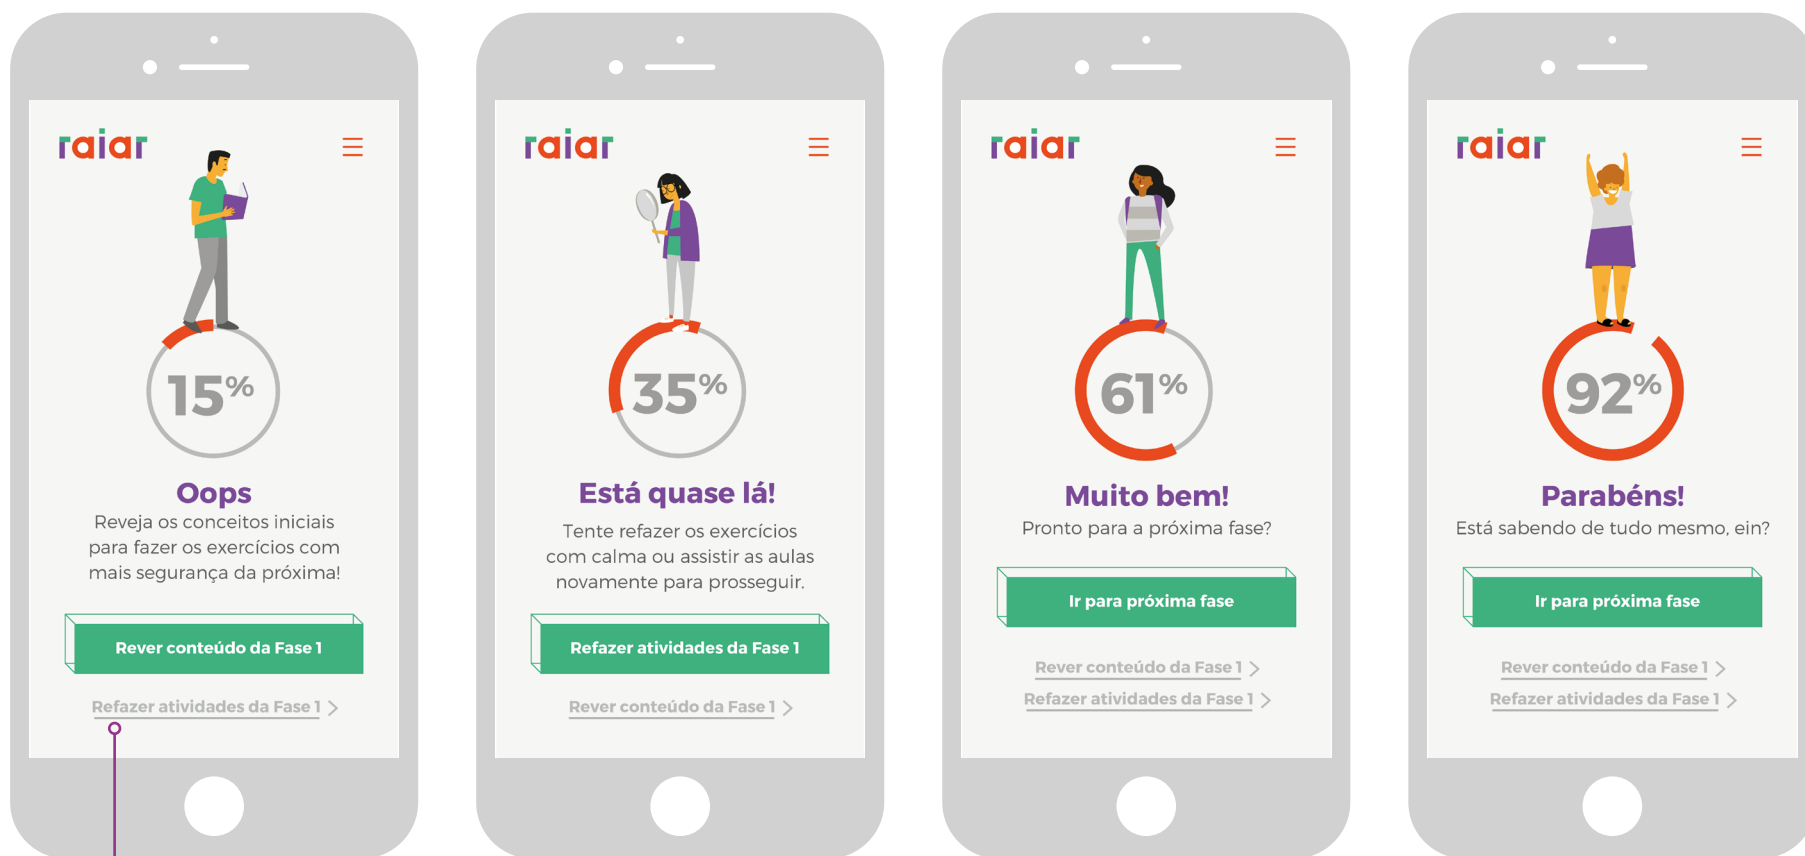 raiar
15%
Oops
Reveja os conceitos iniciais
para fazer os exercícios com
mais segurança da próxima!
Rever conteúdo da Fase 1
Refazer atividades da Fase 1
raiar
35%
Está quase lá!
Tente refazer os exercícios
com calma ou assistir as aulas
novamente para prosseguir.
Refazer atividades da Fase 1
Rever conteúdo da Fase 1
raiar
61%
Muito bem!
Pronto para a próxima fase?
Ir para próxima fase
Rever conteúdo da Fase 1
Refazer atividades da Fase 1
raiar
92%
Parabéns!
Está sabendo de tudo mesmo, ein?
Ir para próxima fase
Rever conteúdo da Fase 1
Refazer atividades da Fase 1